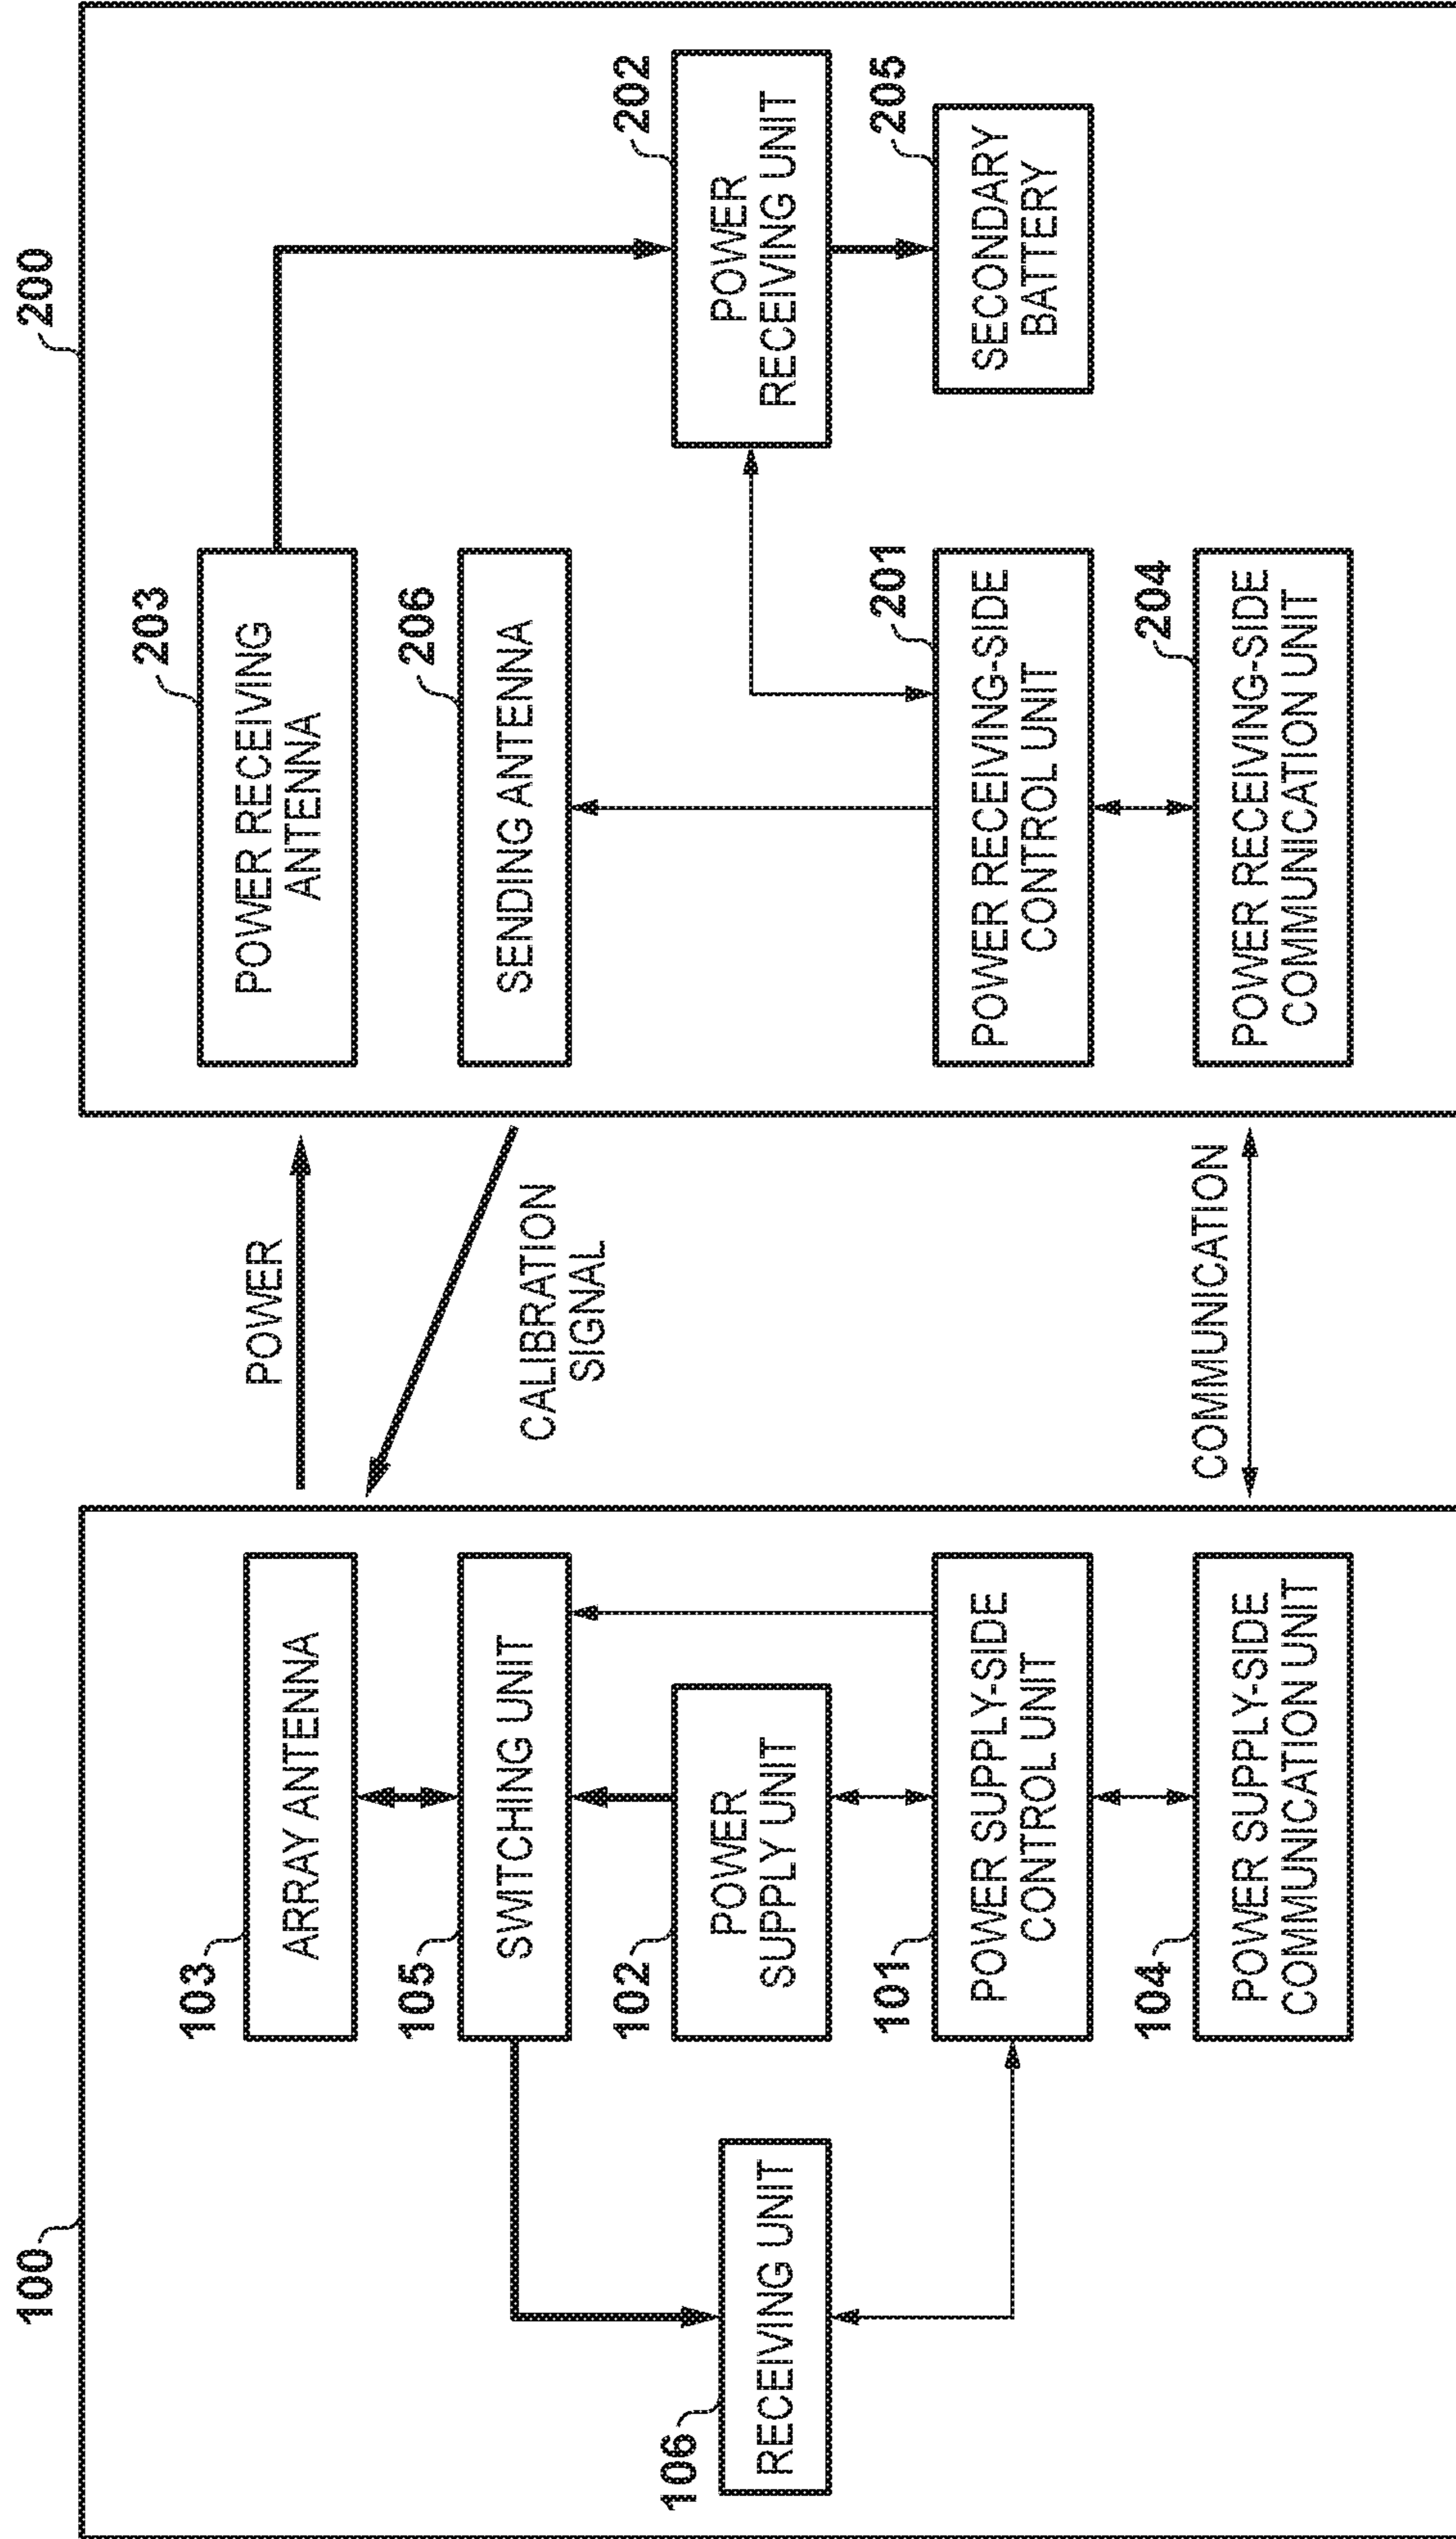 100
103
ARRAY ANTENNA
105
SWITCHING UNIT
106
RECEIVING UNIT
102
POWER
SUPPLY UNIT
101
POWER SUPPLY-SIDE
CONTROL UNIT
104
POWER SUPPLY-SIDE
COMMUNICATION UNIT
POWER
CALIBRATION
SIGNAL
COMMUNICATION
200
203
POWER RECEIVING
ANTENNA
206
SENDING ANTENNA
202
POWER
RECEIVING UNIT
201
POWER RECEIVING-SIDE
CONTROL UNIT
205
SECONDARY
BATTERY
204
POWER RECEIVING-SIDE
COMMUNICATION UNIT